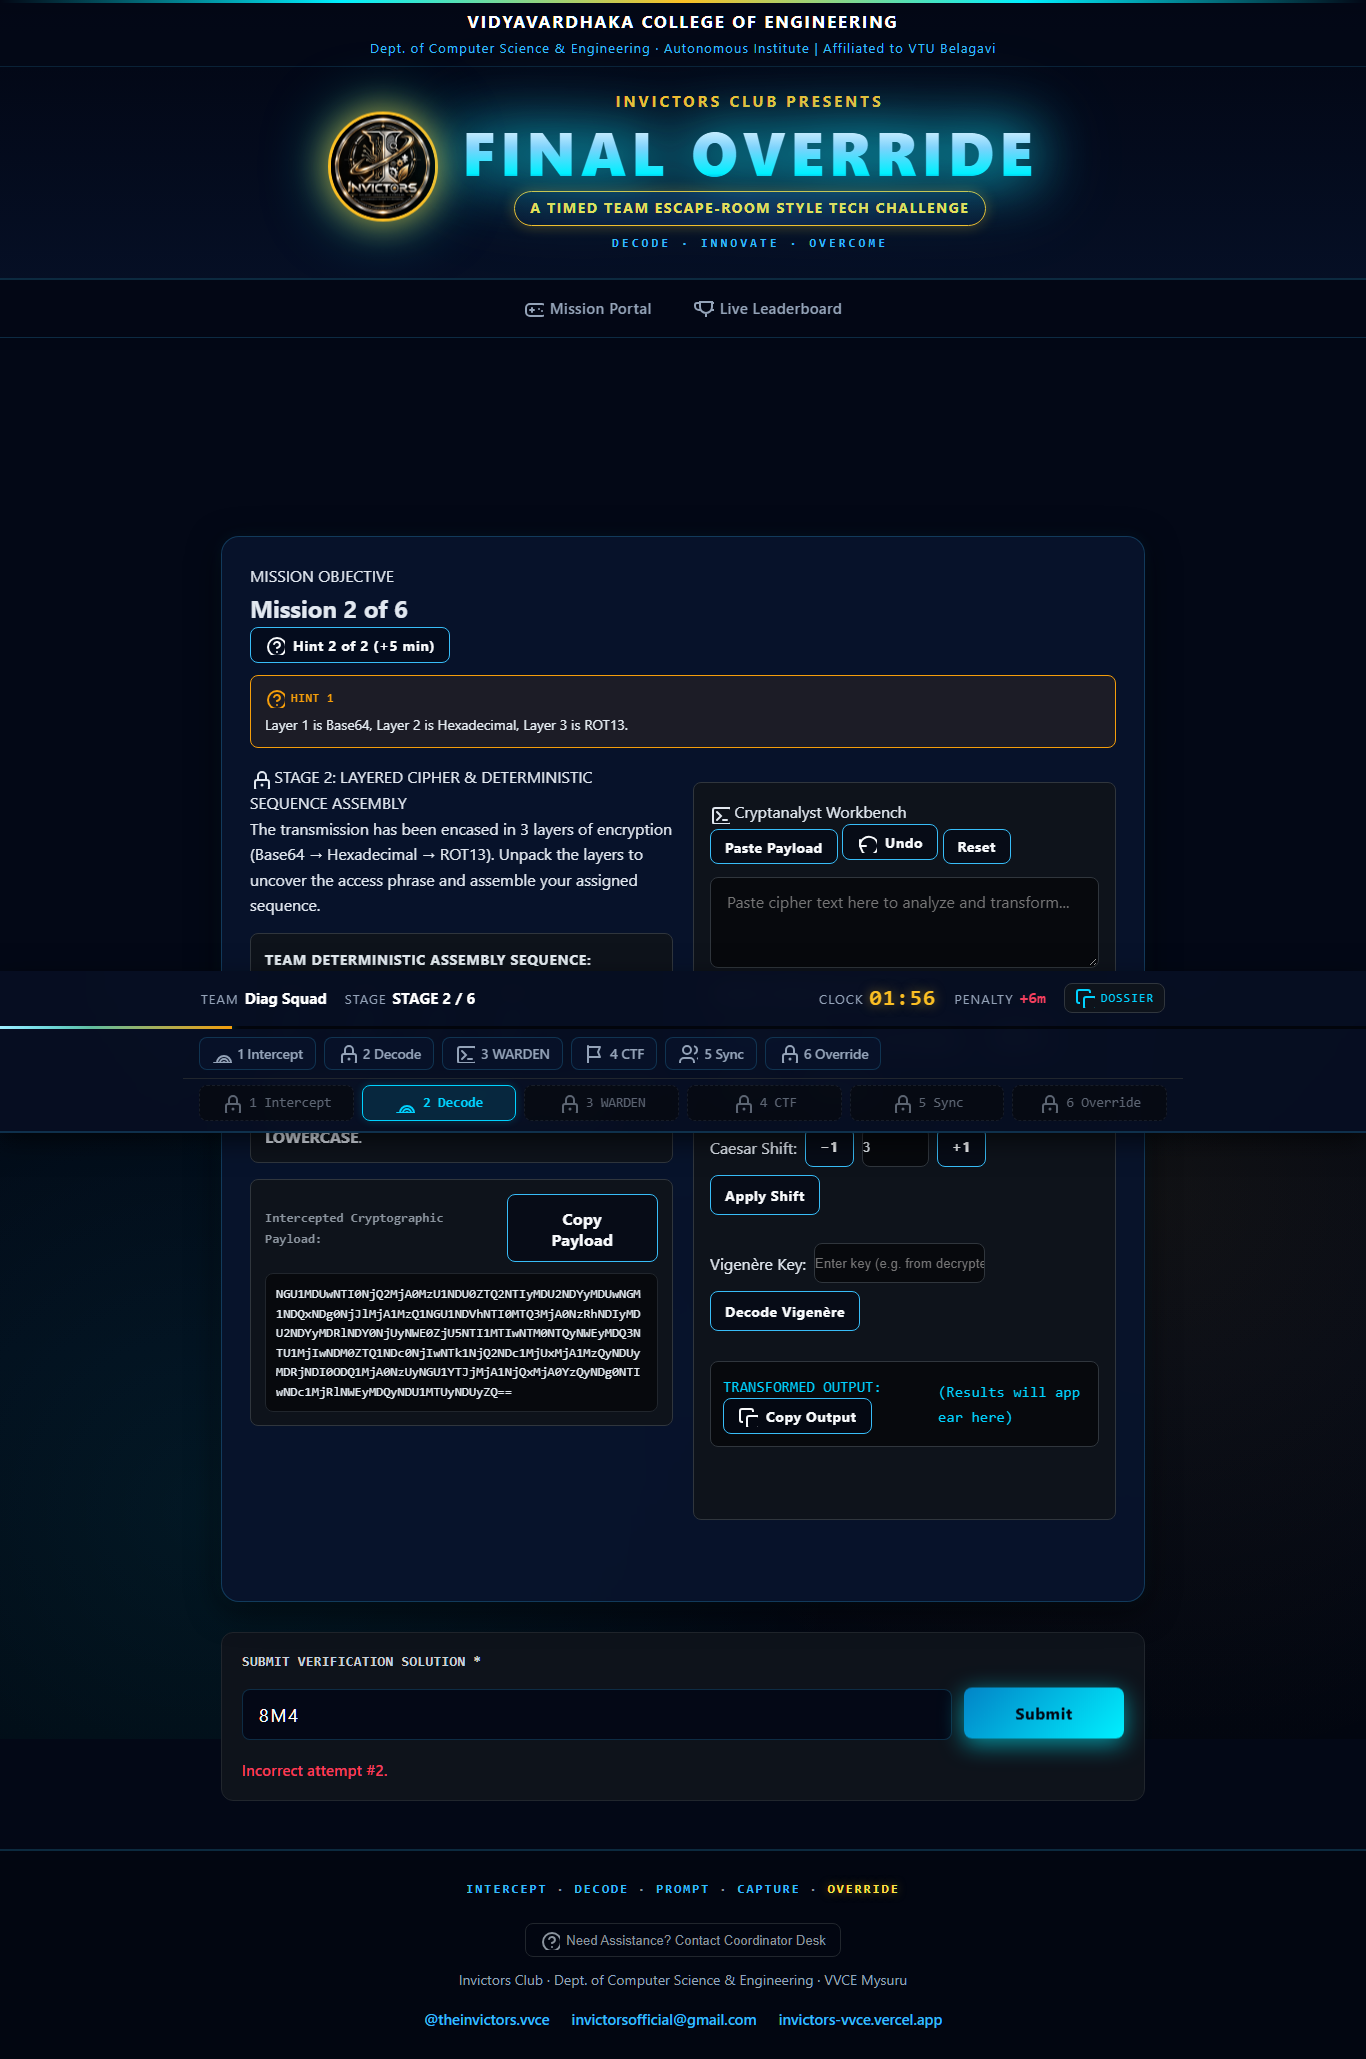 VIDYAVARDHAKA COLLEGE OF ENGINEERING
Dept. of Computer Science & Engineering · Autonomous Institute | Affiliated to VTU Belagavi
INVICTORS CLUB PRESENTS
FINAL OVERRIDE
INVICTORS
A TIMED TEAM ESCAPE-ROOM STYLE TECH CHALLENGE
DECODE · INNOVATE · OVERCOME
Mission Portal
Live Leaderboard
MISSION OBJECTIVE
Mission 2 of 6
Hint 2 of 2 (+5 min)
HINT 1
Layer 1 is Base64, Layer 2 is Hexadecimal, Layer 3 is ROT13.
STAGE 2: LAYERED CIPHER & DETERMINISTIC
SEQUENCE ASSEMBLY
The transmission has been encased in 3 layers of encryption
(Base64 → Hexadecimal → ROT13). Unpack the layers to
uncover the access phrase and assemble your assigned
sequence.
TEAM DETERMINISTIC ASSEMBLY SEQUENCE:
Cryptanalyst Workbench
Paste Payload
Undo
Reset
Paste cipher text here to analyze and transform...
TEAM Diag Squad STAGE STAGE 2 / 6
CLOCK 01:56 PENALTY +6m DOSSIER
1 Intercept
2 Decode
3 WARDEN
4 CTF
5 Sync
6 Override
1 Intercept
2 Decode
3 WARDEN
4 CTF
5 Sync
6 Override
LOWERCASE.
Intercepted Cryptographic
Payload:
Copy
Payload
NGU1MDUwNTI0NjQ2MjA0MzU1NDU0ZTQ2NTIyMDU2NDYyMDUwNGM
1NDQxNDg0NjJlMjA1MzQ1NGU1NDVhNTI0MTQ3MjA0NzRhNDIyMD
U2NDYyMDRlNDY0NjUyNWE0ZjU5NTI1MTIwNTM0NTQyNWEyMDQ3N
TU1MjIwNDM0ZTQ1NDc0NjIwNTk1NjQ2NDc1MjUxMjA1MzQyNDUy
MDRjNDI0ODQ1MjA0NzUyNGU1YTJjMjA1NjQxMjA0YzQyNDg0NTI
wNDc1MjRlNWEyMDQyNDU1MTUyNDUyZQ==
Caesar Shift: −1 3 +1
Apply Shift
Vigenère Key: Enter key (e.g. from decrypte
Decode Vigenère
TRANSFORMED OUTPUT:
Copy Output
(Results will app
ear here)
SUBMIT VERIFICATION SOLUTION *
8M4
Submit
Incorrect attempt #2.
INTERCEPT · DECODE · PROMPT · CAPTURE · OVERRIDE
Need Assistance? Contact Coordinator Desk
Invictors Club · Dept. of Computer Science & Engineering · VVCE Mysuru
@theinvictors.vvce invictorsofficial@gmail.com invictors-vvce.vercel.app